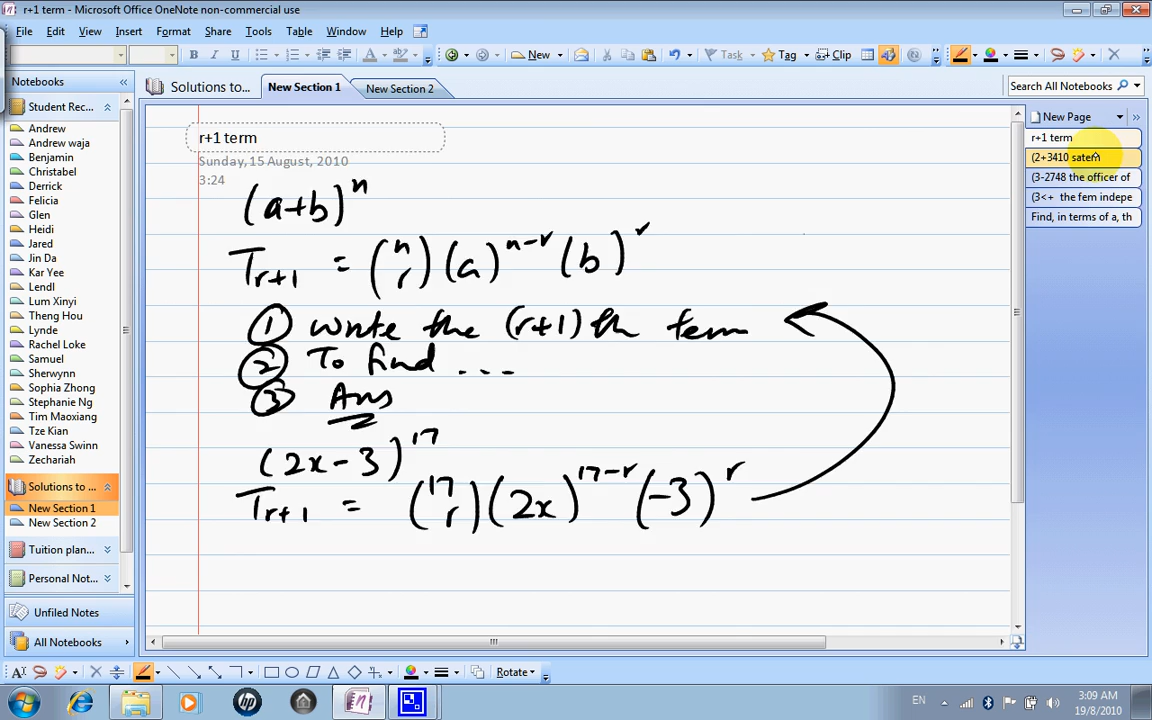 r+1 term - Microsoft Office OneNote non-commercial use
File Edit View Insert Format Share Tools Table Window Help
New Task Tag Clip
Notebooks
Solutions to...
New Section 1
New Section 2
Search All Notebooks
Student Rec...
Andrew
Andrew waja
Benjamin
Christabel
Derrick
Felicia
Glen
Heidi
Jared
Jin Da
Kar Yee
Lendl
Lum Xinyi
Theng Hou
Lynde
Rachel Loke
Samuel
Sherwynn
Sophia Zhong
Stephanie Ng
Tim Maoxiang
Tze Kian
Vanessa Swinn
Zechariah
Solutions to ...
New Section 1
New Section 2
Tuition plan...
Personal Not...
Unfiled Notes
All Notebooks
r+1 term
Sunday, 15 August, 2010
3:24
(a+b)^n
T_{r+1} = (n r)(a)^{n-r}(b)^r
① Write the (r+1)th term
② To find ...
③ Ans
(2x-3)^{17}
T_{r+1} = (17 r)(2x)^{17-r}(-3)^r
New Page
r+1 term
(2+3410
(3-2748 the officer of
(3<+ the fem indepe
Find, in terms of a, th
Rotate
EN
3:09 AM
19/8/2010